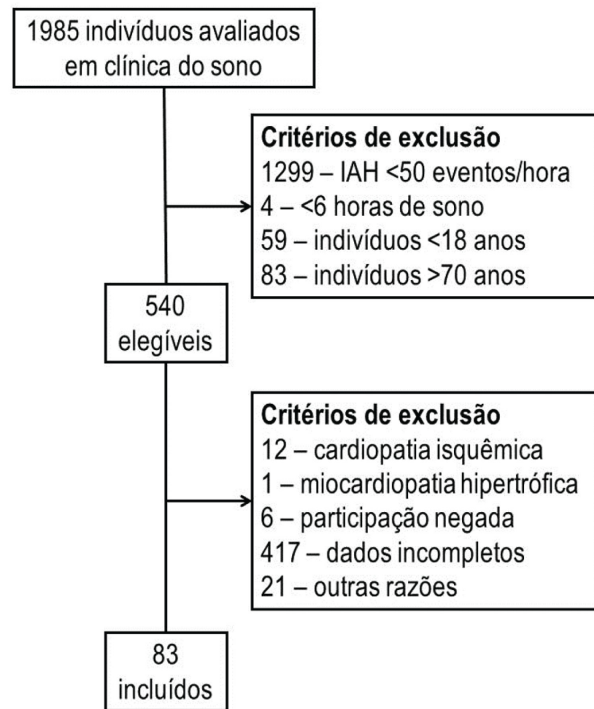 1985 indivíduos avaliados
em clínica do sono
Critérios de exclusão
1299 – IAH <50 eventos/hora
4 – <6 horas de sono
59 – indivíduos <18 anos
83 – indivíduos >70 anos
540
elegíveis
Critérios de exclusão
12 – cardiopatia isquêmica
1 – miocardiopatia hipertrófica
6 – participação negada
417 – dados incompletos
21 – outras razões
83
incluídos